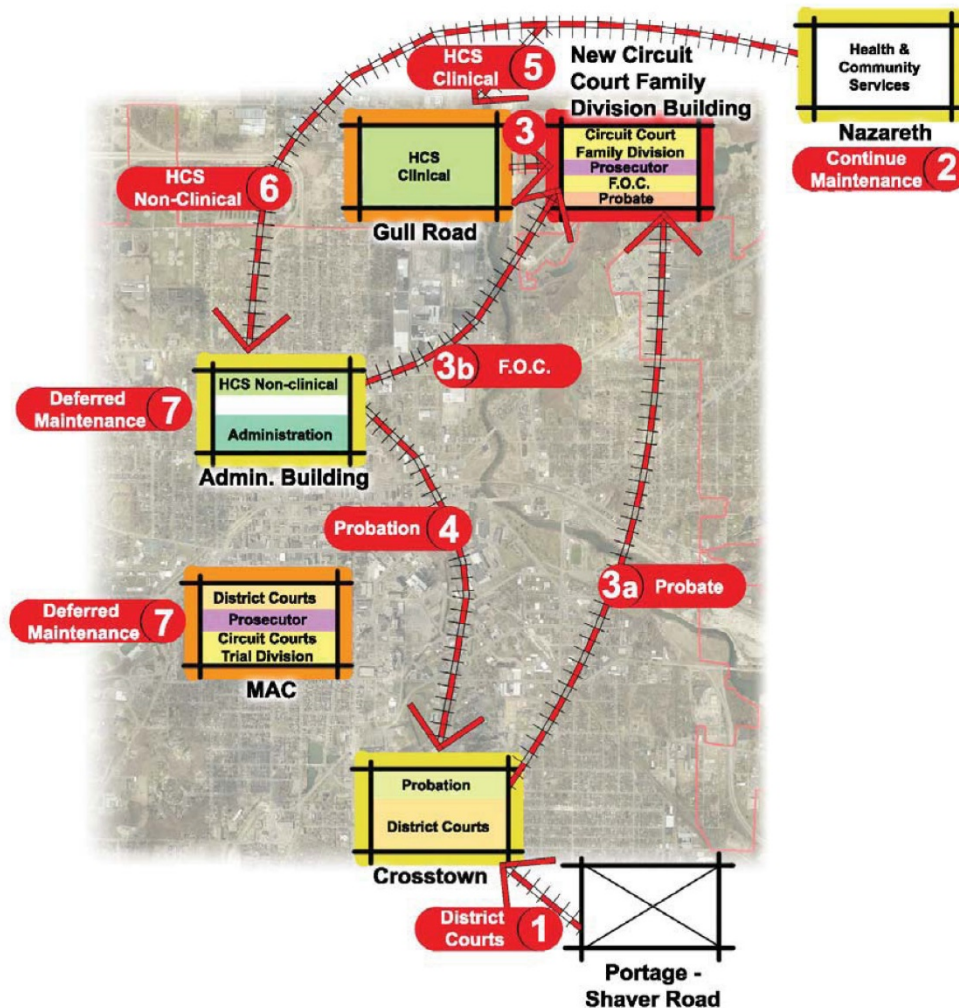 HCS
Clinical
5
New Circuit
Court Family
Division Building
Health &
Community
Services
Nazareth
Continue
Maintenance
2
HCS
Non-Clinical
6
HCS
Clinical
Gull Road
3
Circuit Court
Family Division
Prosecutor
F.O.C.
Probate
3b
F.O.C.
Deferred
Maintenance
7
HCS Non-clinical
Administration
Admin. Building
Probation
4
3a
Probate
Deferred
Maintenance
7
District Courts
Prosecutor
Circuit Courts
Trial Division
MAC
Probation
District Courts
Crosstown
District
Courts
1
Portage -
Shaver Road